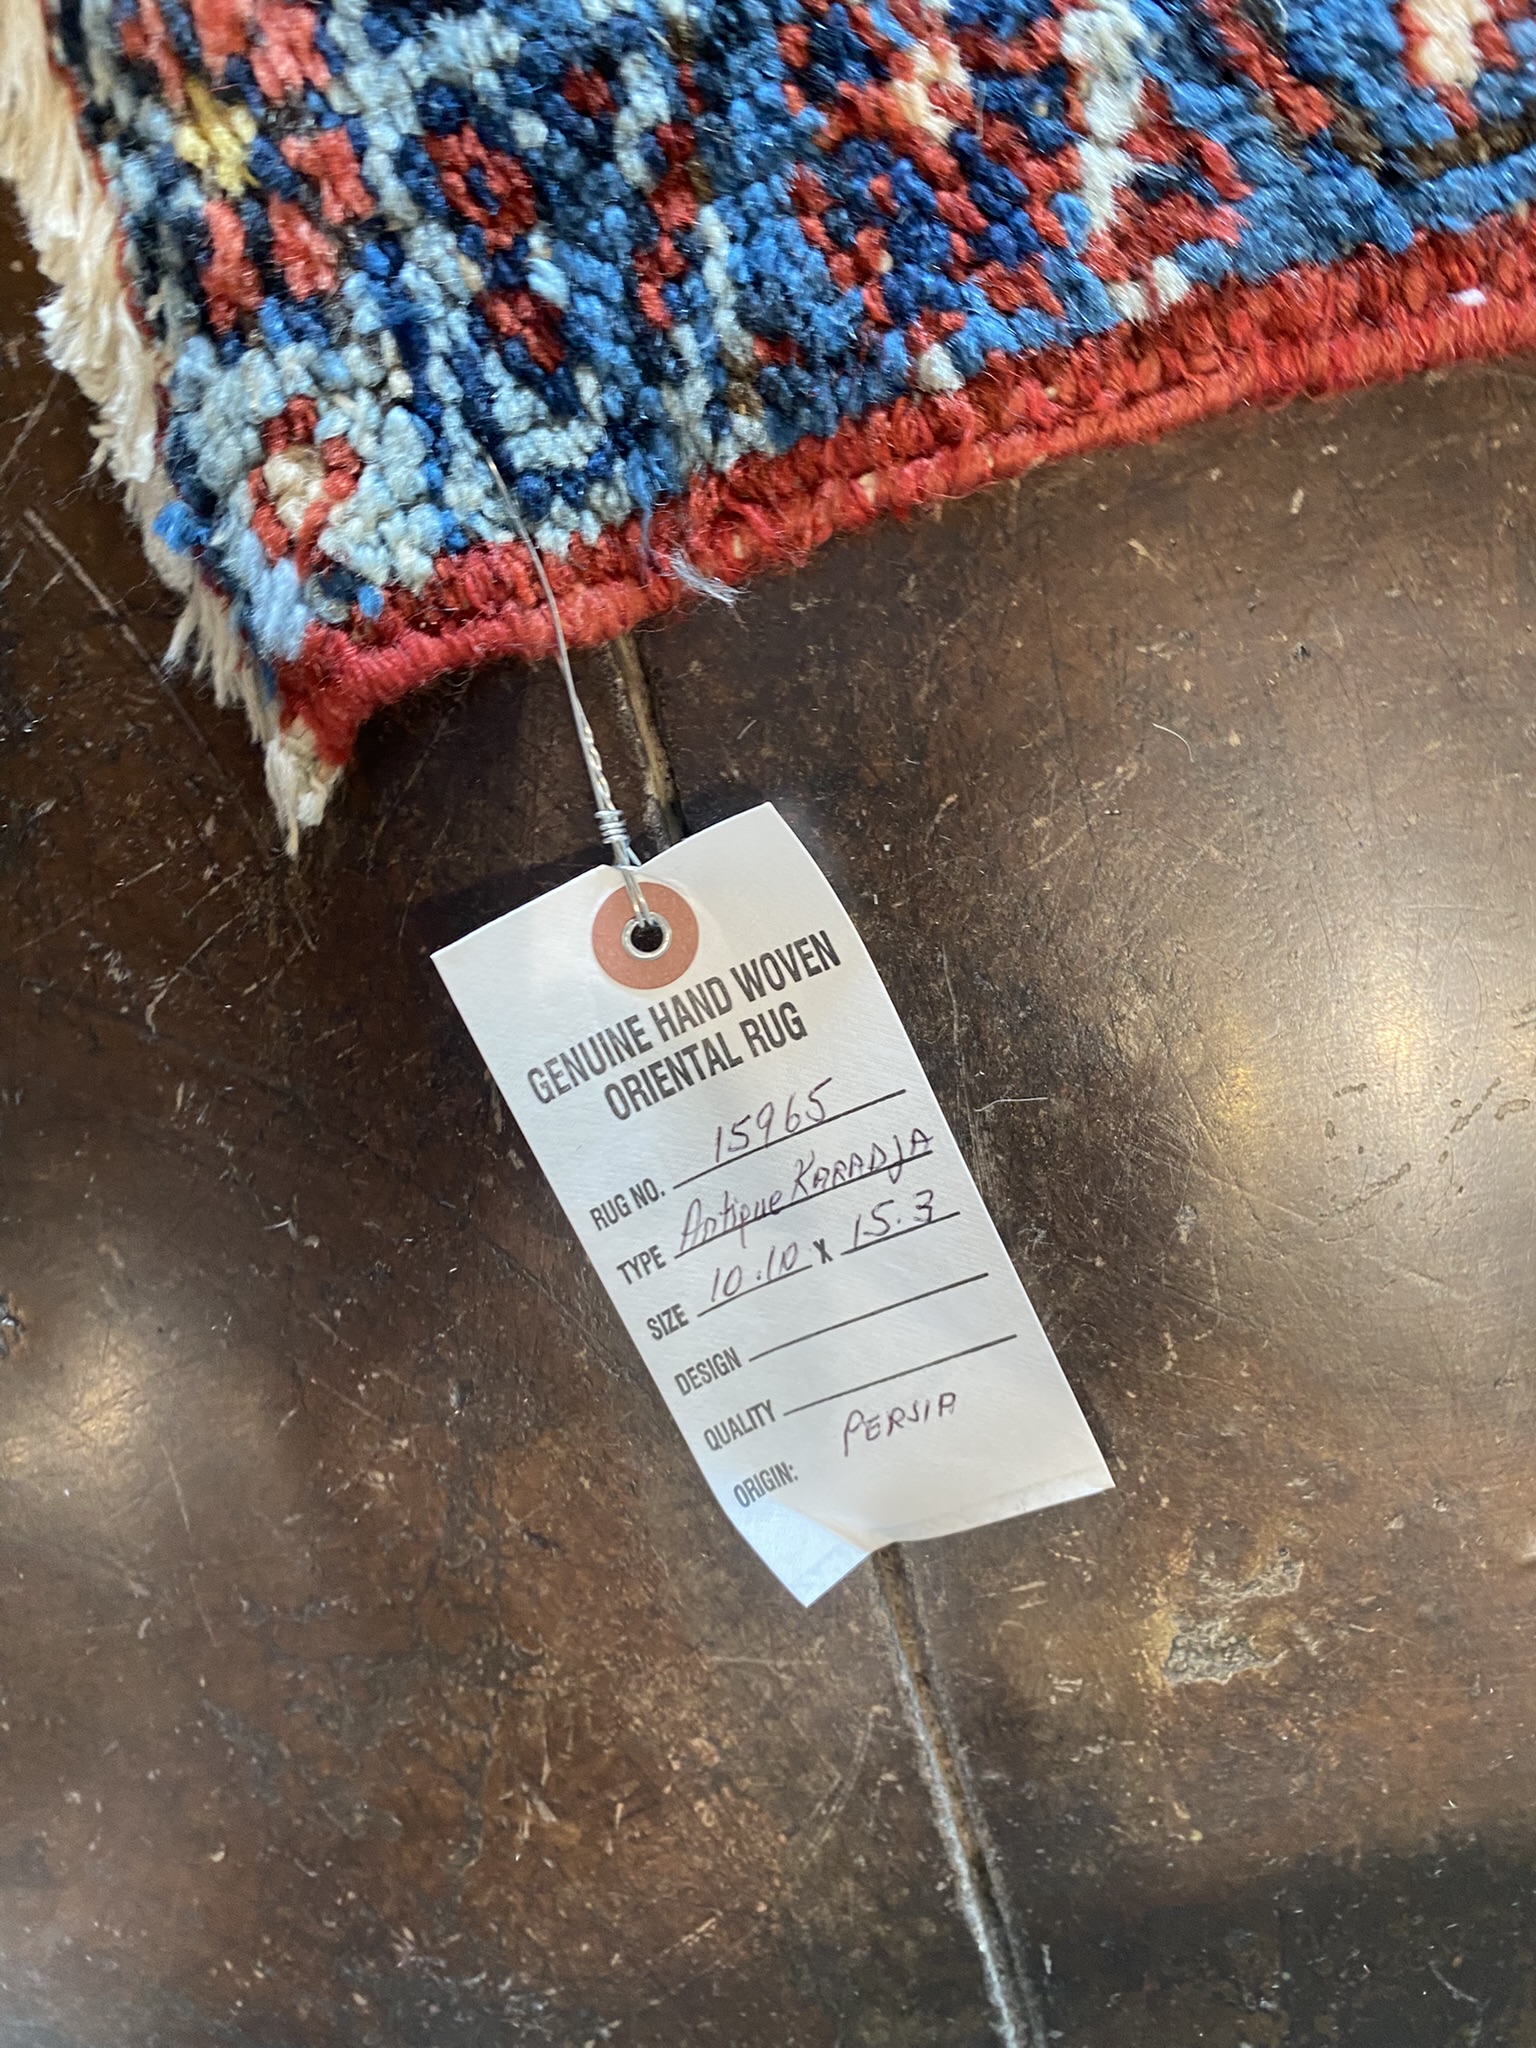 GENUINE HAND WOVEN
ORIENTAL RUG
RUG NO. 15965
TYPE Antique KARADJA
SIZE 10.10 X 15.3
DESIGN
QUALITY
ORIGIN: PERSIA